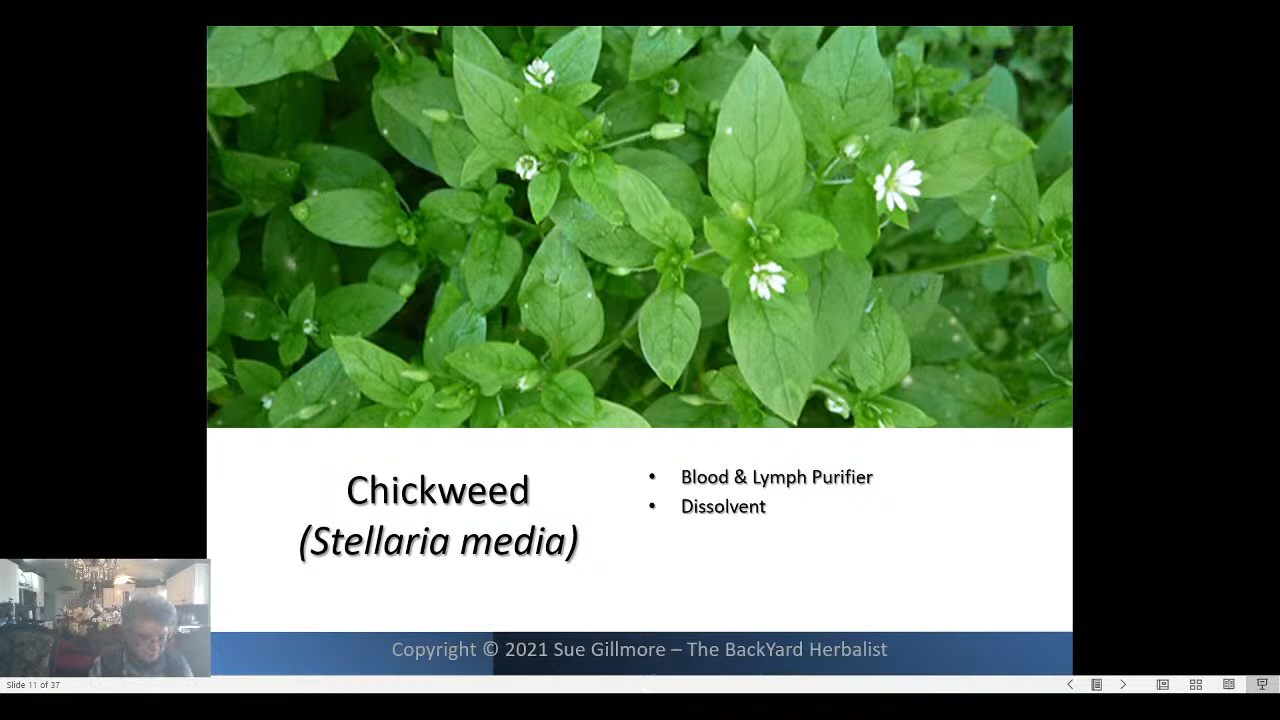 Chickweed
(Stellaria media)
• Blood & Lymph Purifier
• Dissolvent
Copyright © 2021 Sue Gillmore – The BackYard Herbalist
Slide 11 of 37